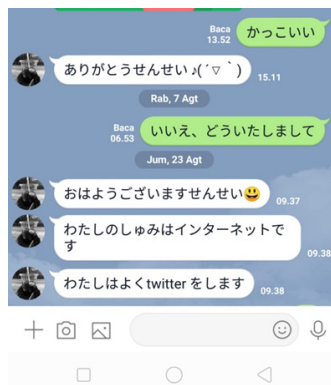 かっこいい
Baca
13.52
ありがとうせんせい♪(´▽｀)
15.11
Rab, 7 Agt
いいえ、どういたしまして
Baca
06.53
Jum, 23 Agt
おはようございますせんせい😃
09.37
わたしのしゅみはインターネットで
す
09.38
わたしはよくtwitter をします
09.38